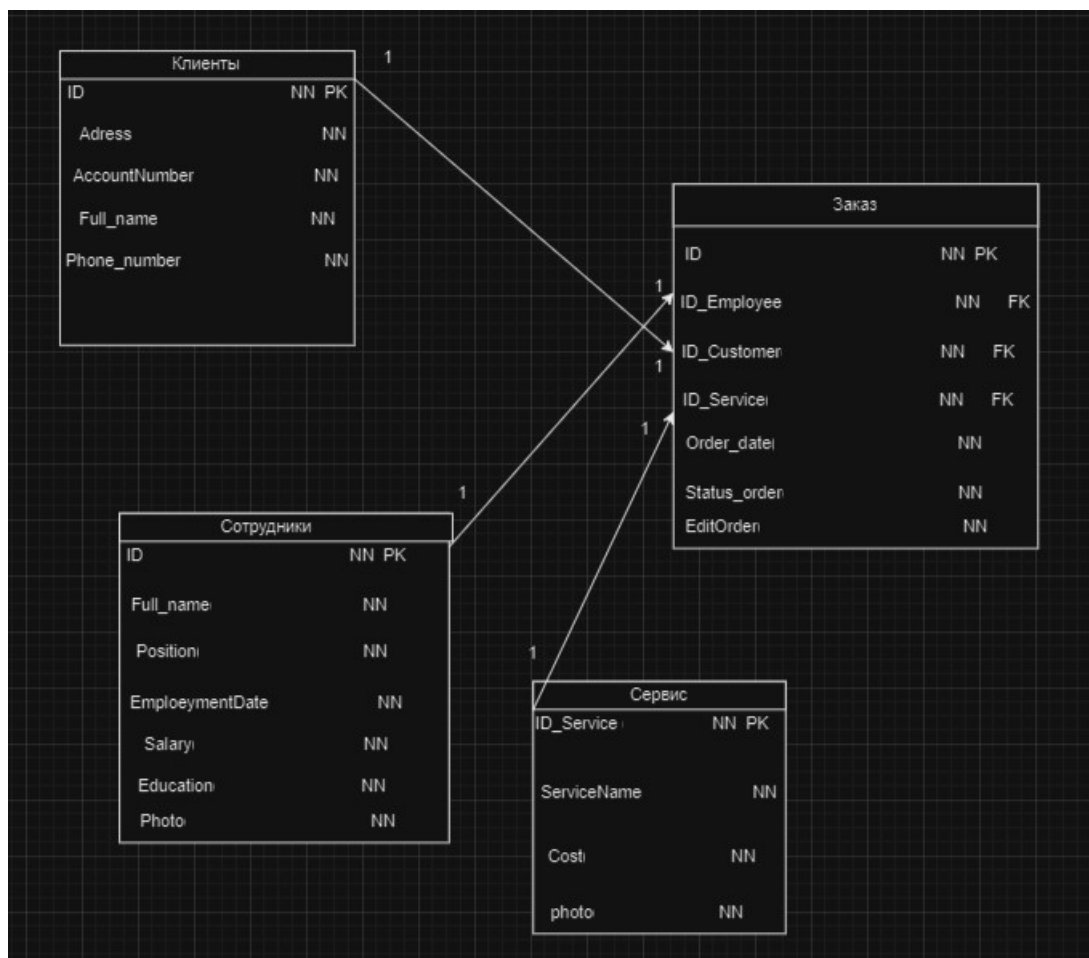 Клиенты
1
ID NN PK
Adress NN
AccountNumber NN
Full_name NN
Phone_number NN
Заказ
ID NN PK
1
ID_Employee NN FK
ID_Customer NN FK
1
ID_Service NN FK
1
Order_date NN
Status_order NN
EditOrder NN
1
Сотрудники
ID NN PK
Full_name NN
Position NN
EmploeymentDate NN
Salary NN
Education NN
Photo NN
1
Сервис
ID_Service NN PK
ServiceName NN
Cost NN
photo NN